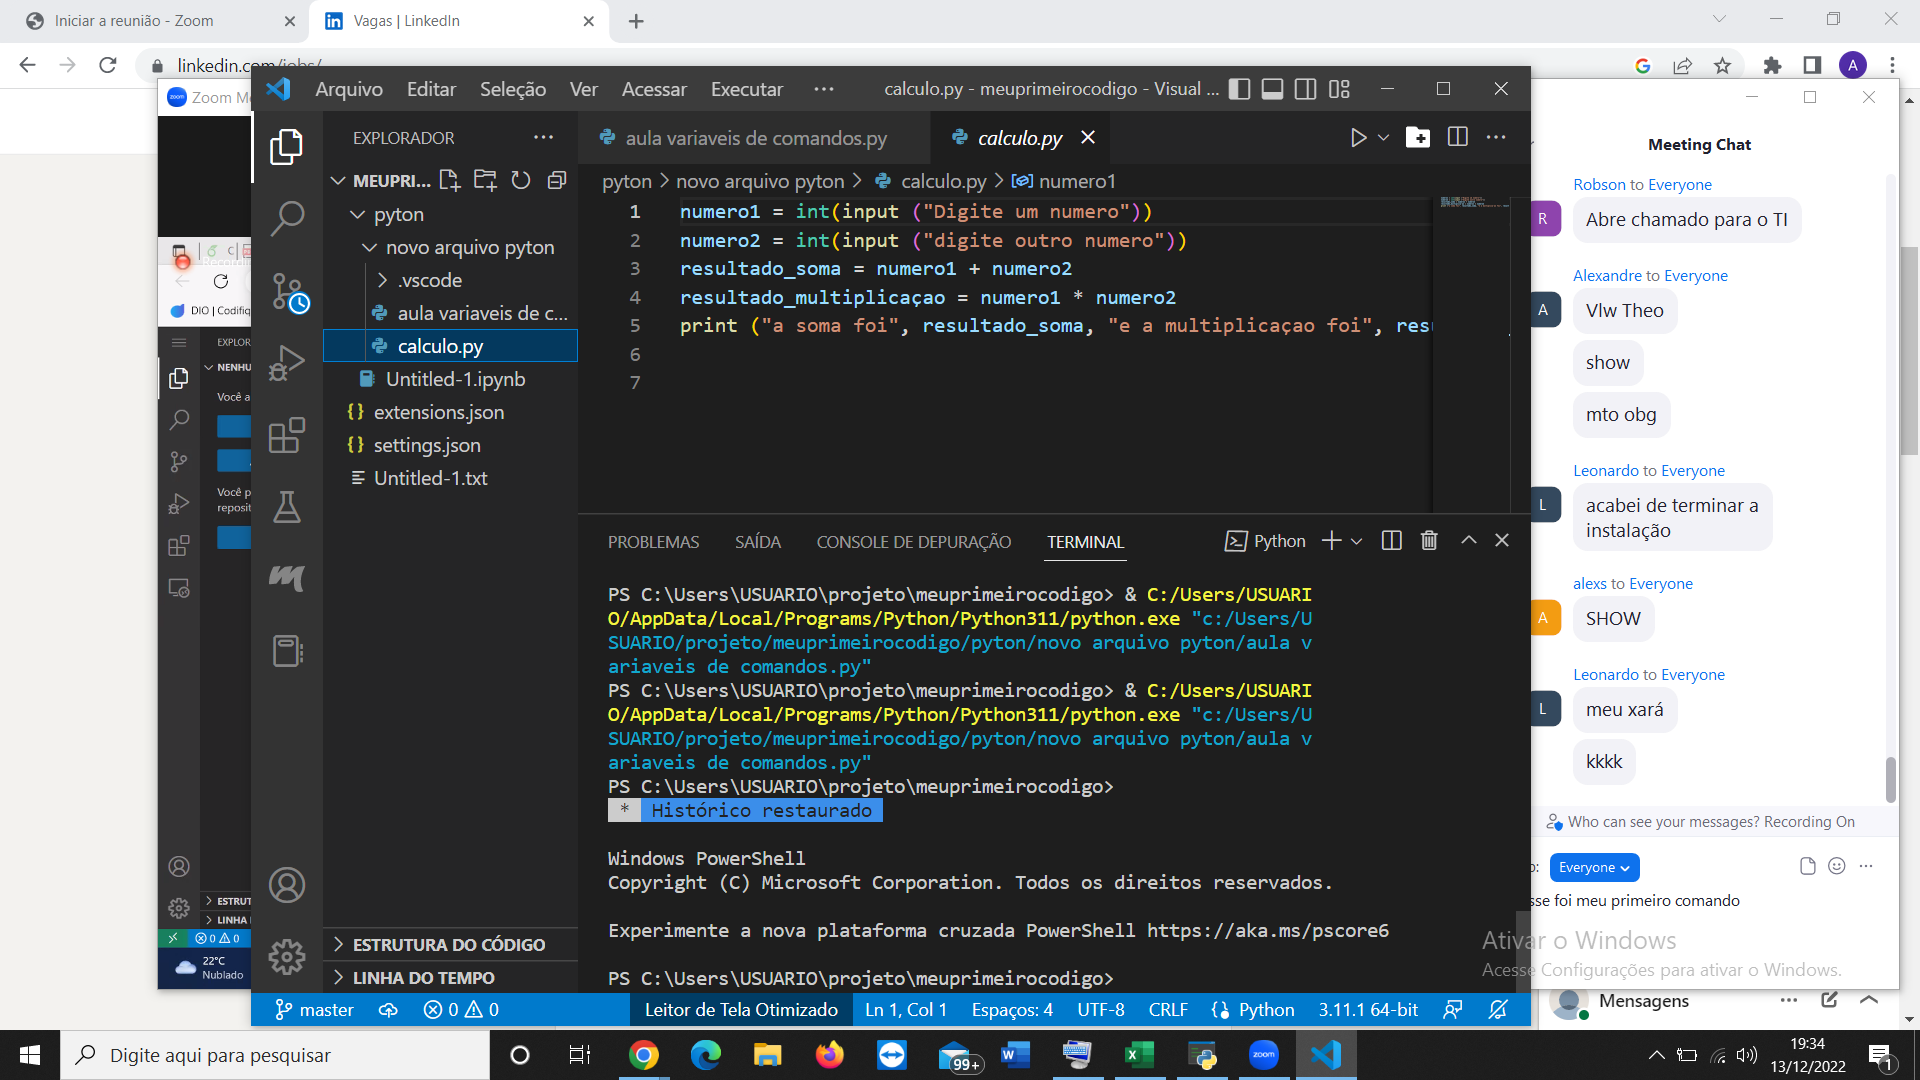 Iniciar a reunião - Zoom
Vagas | LinkedIn
linkedin.com/jobs/
A
Zoom M
DIO | Codifiq
EXPLOR
NENHU
Você a
Você p
reposit
ESTRUT
LINHA
0 0
22°C
Nublado
Arquivo Editar Seleção Ver Acessar Executar ···
calculo.py - meuprimeirocodigo - Visual ...
EXPLORADOR
MEUPRI...
pyton
novo arquivo pyton
.vscode
aula variaveis de c...
calculo.py
Untitled-1.ipynb
extensions.json
settings.json
Untitled-1.txt
ESTRUTURA DO CÓDIGO
LINHA DO TEMPO
aula variaveis de comandos.py
calculo.py
pyton > novo arquivo pyton > calculo.py > numero1
1 numero1 = int(input ("Digite um numero"))
2 numero2 = int(input ("digite outro numero"))
3 resultado_soma = numero1 + numero2
4 resultado_multiplicaçao = numero1 * numero2
5 print ("a soma foi", resultado_soma, "e a multiplicaçao foi", res
6
7
PROBLEMAS SAÍDA CONSOLE DE DEPURAÇÃO TERMINAL
Python
PS C:\Users\USUARIO\projeto\meuprimeirocodigo> & C:/Users/USUARI
O/AppData/Local/Programs/Python/Python311/python.exe "c:/Users/U
SUARIO/projeto/meuprimeirocodigo/pyton/novo arquivo pyton/aula v
ariaveis de comandos.py"
PS C:\Users\USUARIO\projeto\meuprimeirocodigo> & C:/Users/USUARI
O/AppData/Local/Programs/Python/Python311/python.exe "c:/Users/U
SUARIO/projeto/meuprimeirocodigo/pyton/novo arquivo pyton/aula v
ariaveis de comandos.py"
PS C:\Users\USUARIO\projeto\meuprimeirocodigo>
* Histórico restaurado
Windows PowerShell
Copyright (C) Microsoft Corporation. Todos os direitos reservados.
Experimente a nova plataforma cruzada PowerShell https://aka.ms/pscore6
PS C:\Users\USUARIO\projeto\meuprimeirocodigo>
master 0 0 Leitor de Tela Otimizado Ln 1, Col 1 Espaços: 4 UTF-8 CRLF Python 3.11.1 64-bit
Meeting Chat
Robson to Everyone
R
Abre chamado para o TI
Alexandre to Everyone
A
Vlw Theo
show
mto obg
Leonardo to Everyone
L
acabei de terminar a
instalação
alexs to Everyone
A
SHOW
Leonardo to Everyone
L
meu xará
kkkk
Who can see your messages? Recording On
o: Everyone
sse foi meu primeiro comando
Ativar o Windows
Acesse Configurações para ativar o Windows.
Mensagens
Digite aqui para pesquisar
99+
zoom
19:34
13/12/2022
1